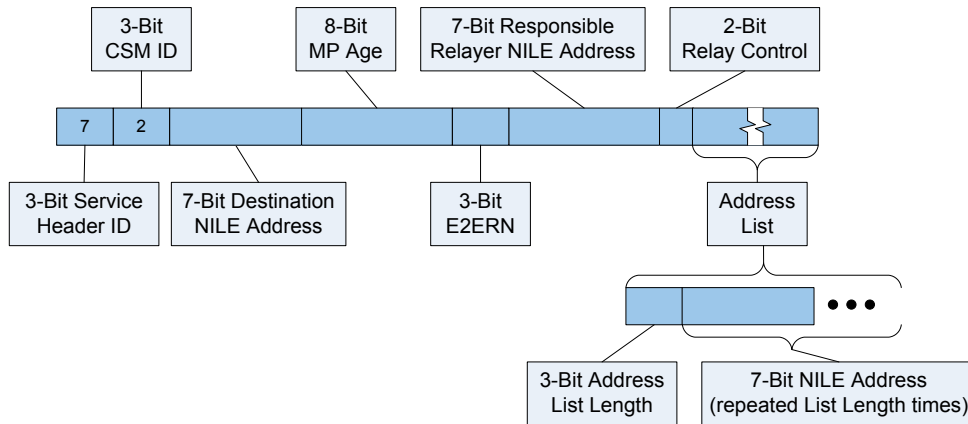 3-Bit
CSM ID
8-Bit
MP Age
7-Bit Responsible
Relayer NILE Address
2-Bit
Relay Control
7
2
3-Bit Service
Header ID
7-Bit Destination
NILE Address
3-Bit
E2ERN
Address
List
3-Bit Address
List Length
7-Bit NILE Address
(repeated List Length times)